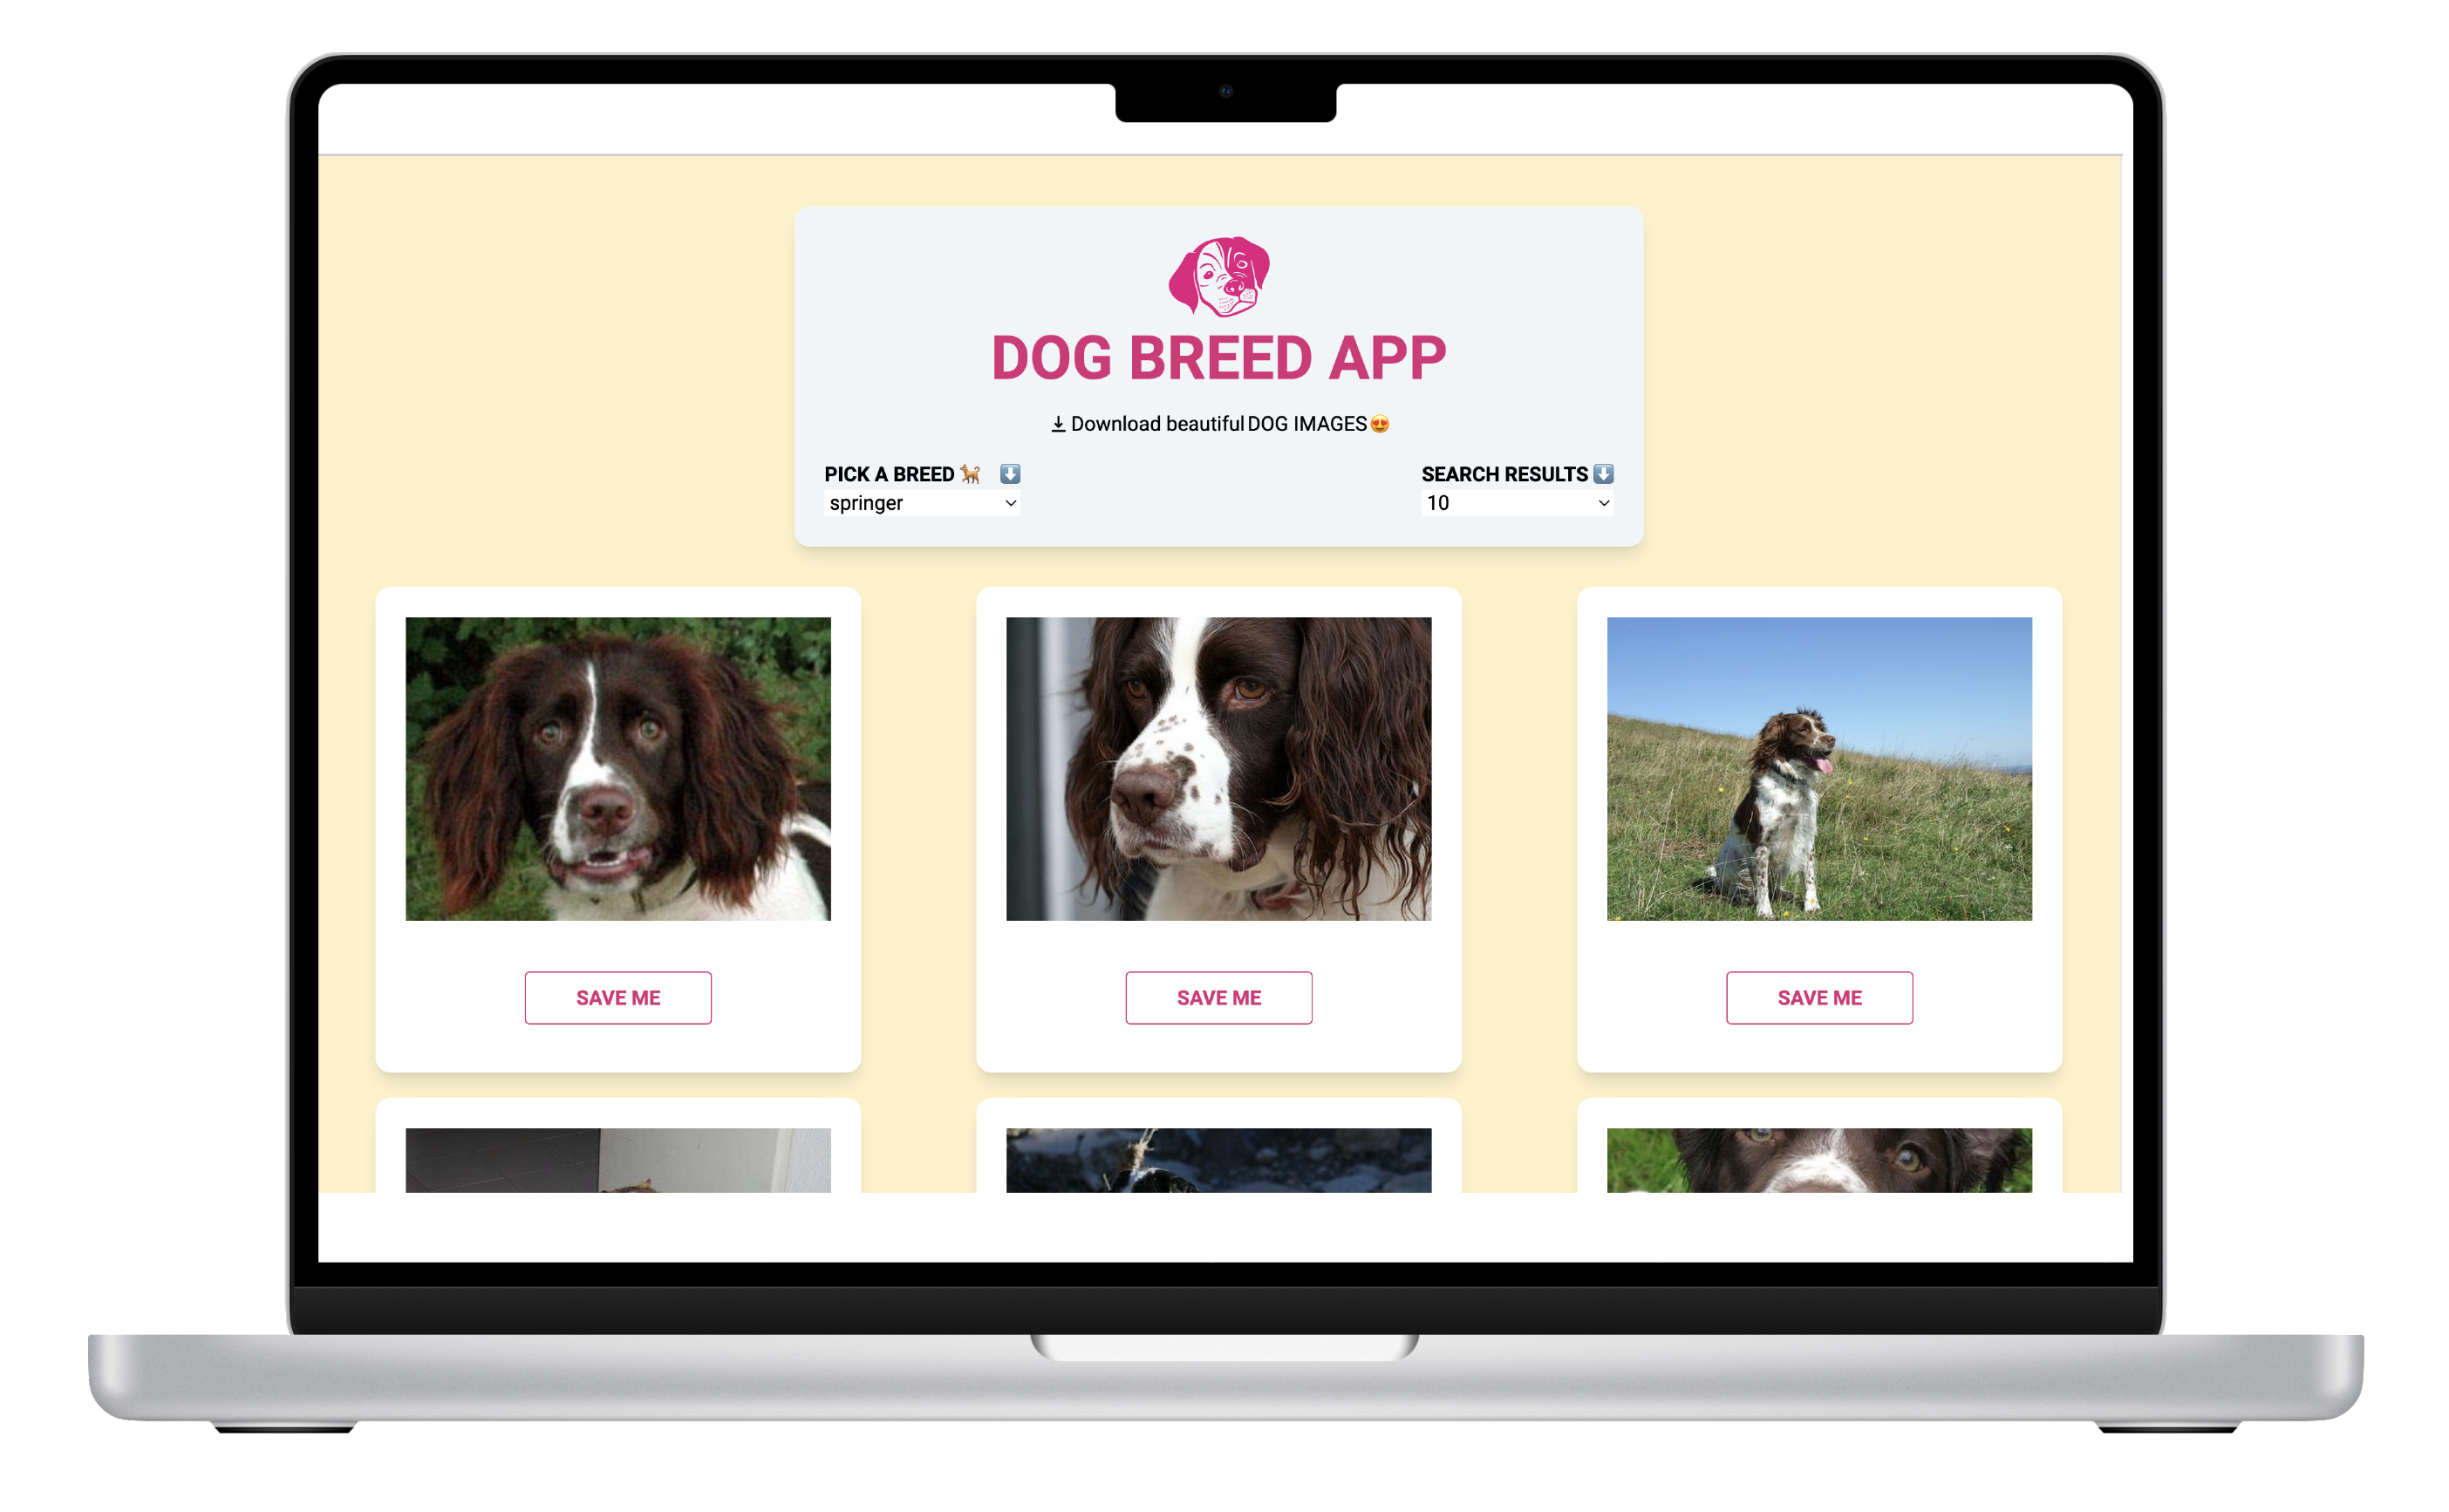 DOG BREED APP
Download beautiful DOG IMAGES😍
PICK A BREED 🐕 ⬇️ SEARCH RESULTS ⬇️
springer 10
SAVE ME SAVE ME SAVE ME